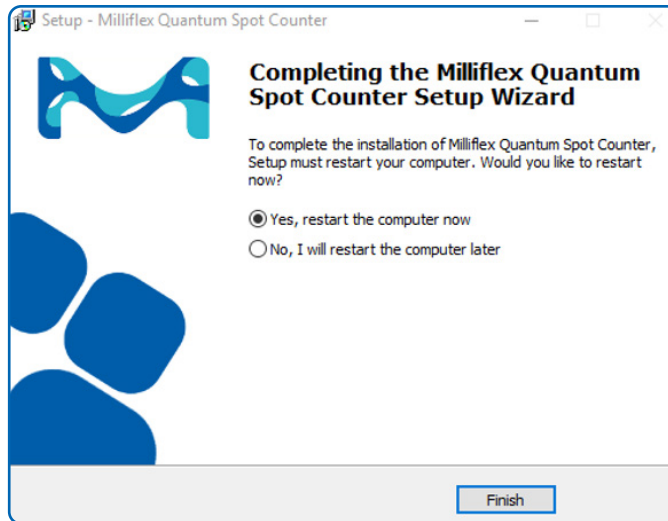 Setup - Milliflex Quantum Spot Counter
Completing the Milliflex Quantum
Spot Counter Setup Wizard
To complete the installation of Milliflex Quantum Spot Counter,
Setup must restart your computer. Would you like to restart
now?
Yes, restart the computer now
No, I will restart the computer later
Finish